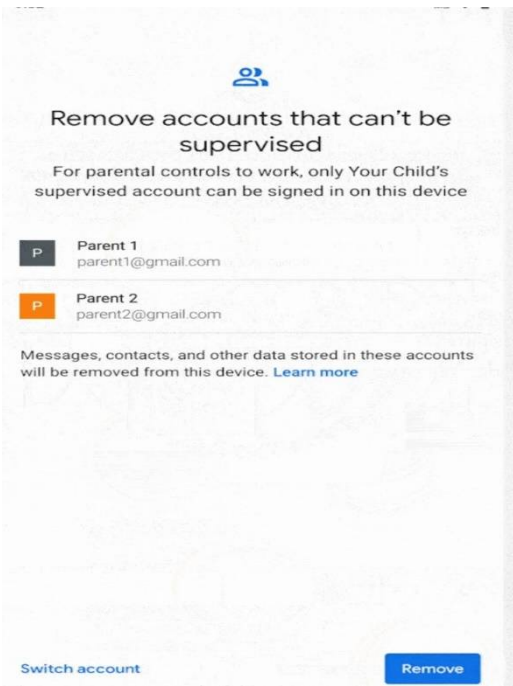 Remove accounts that can't be
supervised
For parental controls to work, only Your Child's
supervised account can be signed in on this device
P
Parent 1
parent1@gmail.com
P
Parent 2
parent2@gmail.com
Messages, contacts, and other data stored in these accounts
will be removed from this device. Learn more
Switch account
Remove